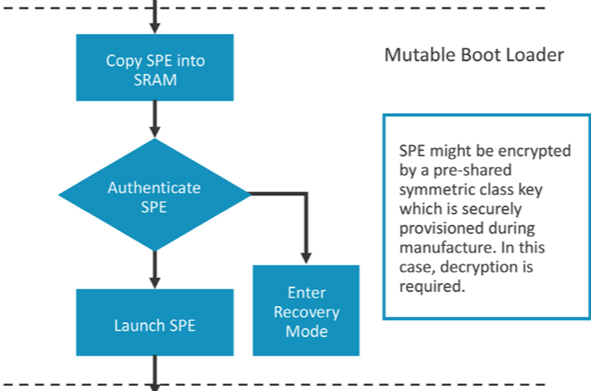 Copy SPE into
SRAM
Mutable Boot Loader
Authenticate
SPE
SPE might be encrypted
by a pre-shared
symmetric class key
which is securely
provisioned during
manufacture. In this
case, decryption is
required.
Launch SPE
Enter
Recovery
Mode